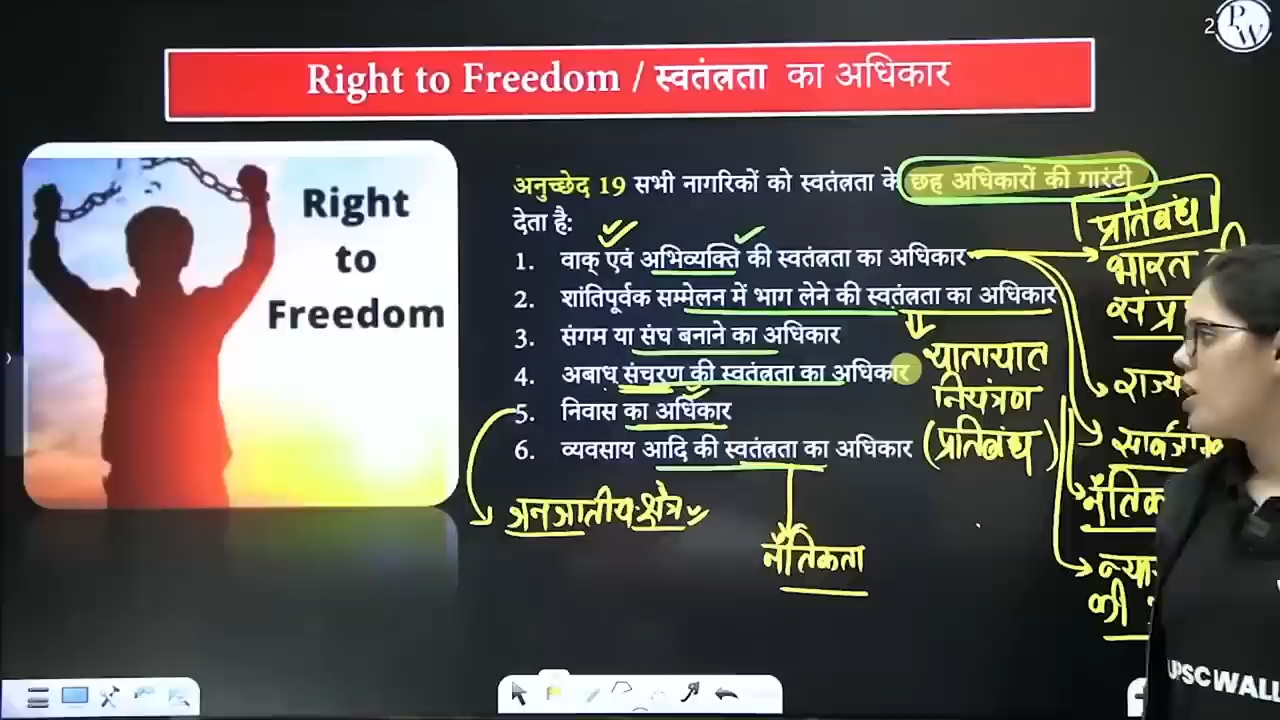 2
PW
Right to Freedom / स्वतंत्रता का अधिकार
Right
to
Freedom
अनुच्छेद 19 सभी नागरिकों को स्वतंत्रता के छह अधिकारों की गारंटी
देता है:
1. वाक् एवं अभिव्यक्ति की स्वतंत्रता का अधिकार
2. शांतिपूर्वक सम्मेलन में भाग लेने की स्वतंत्रता का अधिकार
3. संगम या संघ बनाने का अधिकार
4. अबाध संचरण की स्वतंत्रता का अधिकार
5. निवास का अधिकार
6. व्यवसाय आदि की स्वतंत्रता का अधिकार
यातायात
नियंत्रण
(प्रतिबंध)
जनजातीय क्षेत्र
नैतिकता
प्रतिबंध
भारत
राज्य
की
UPSCWALL